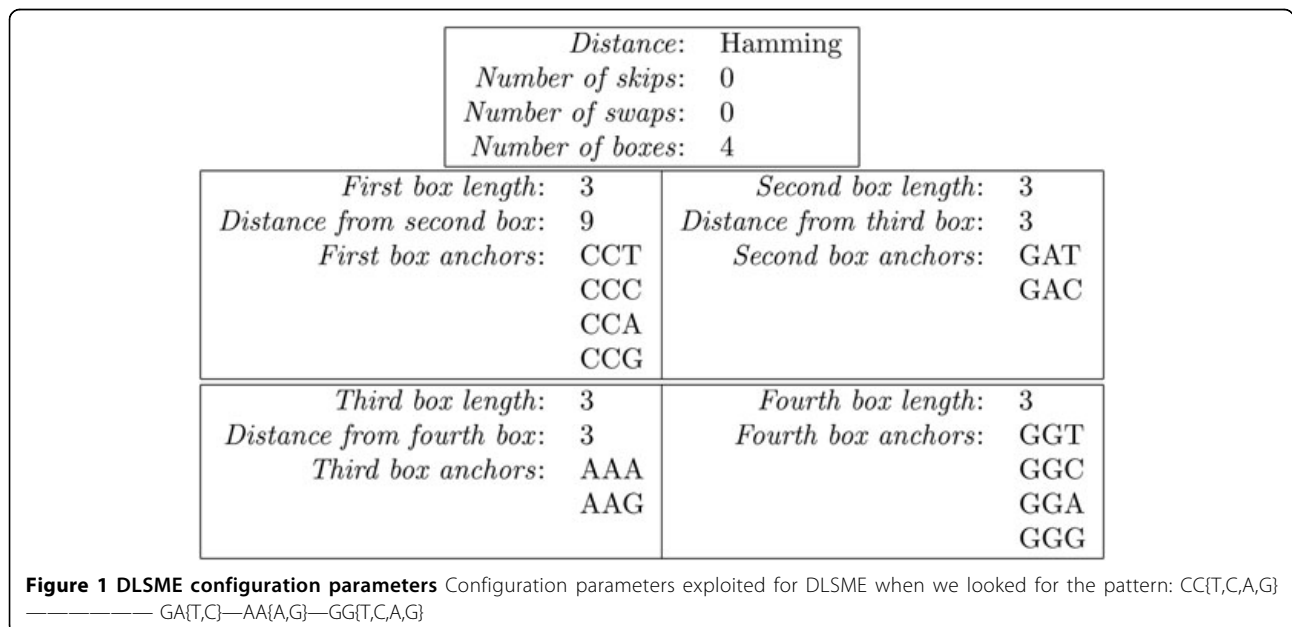 Distance: Hamming
Number of skips: 0
Number of swaps: 0
Number of boxes: 4
First box length: 3
Distance from second box: 9
First box anchors: CCT
CCC
CCA
CCG
Second box length: 3
Distance from third box: 3
Second box anchors: GAT
GAC
Third box length: 3
Distance from fourth box: 3
Third box anchors: AAA
AAG
Fourth box length: 3
Fourth box anchors: GGT
GGC
GGA
GGG
Figure 1 DLSME configuration parameters Configuration parameters exploited for DLSME when we looked for the pattern: CC{T,C,A,G}
—————— GA{T,C}—AA{A,G}—GG{T,C,A,G}